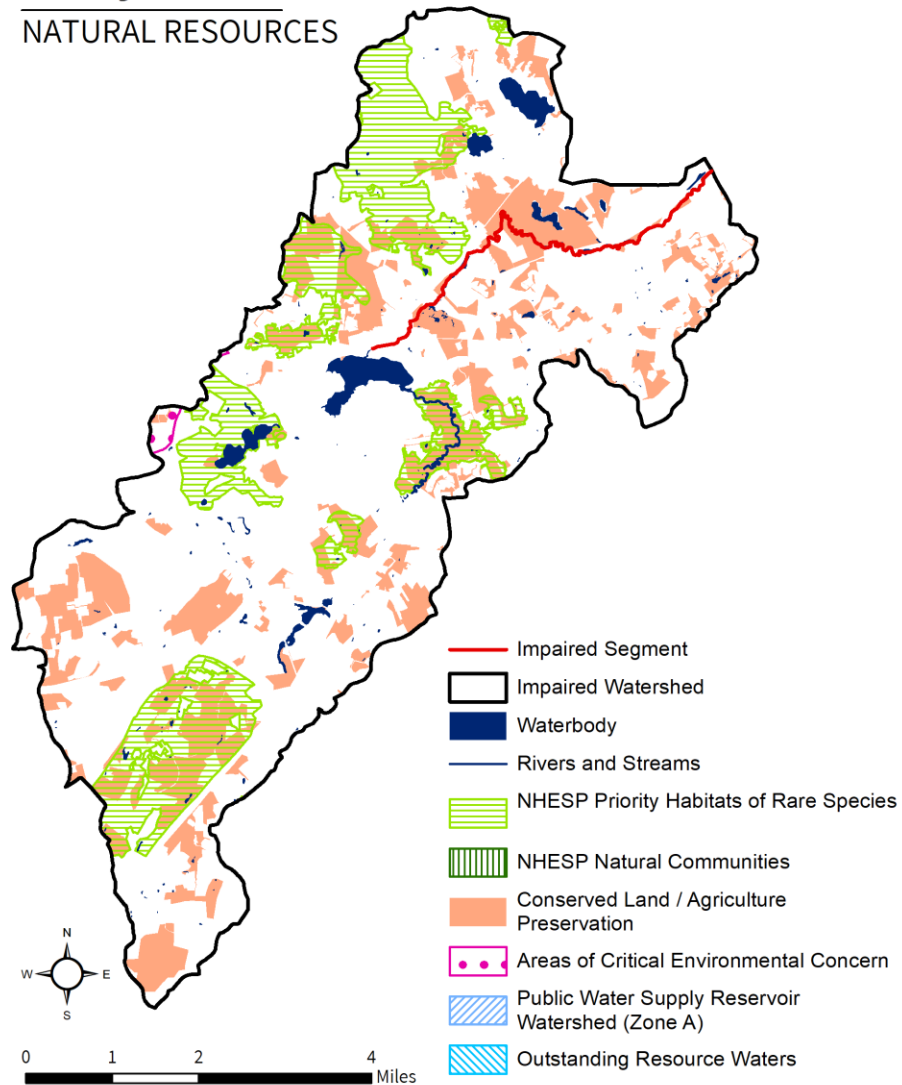 NATURAL RESOURCES
Impaired Segment
Impaired Watershed
Waterbody
Rivers and Streams
NHESP Priority Habitats of Rare Species
NHESP Natural Communities
Conserved Land / Agriculture
Preservation
Areas of Critical Environmental Concern
Public Water Supply Reservoir
Watershed (Zone A)
Outstanding Resource Waters
N
W E
S
0 1 2 4
Miles